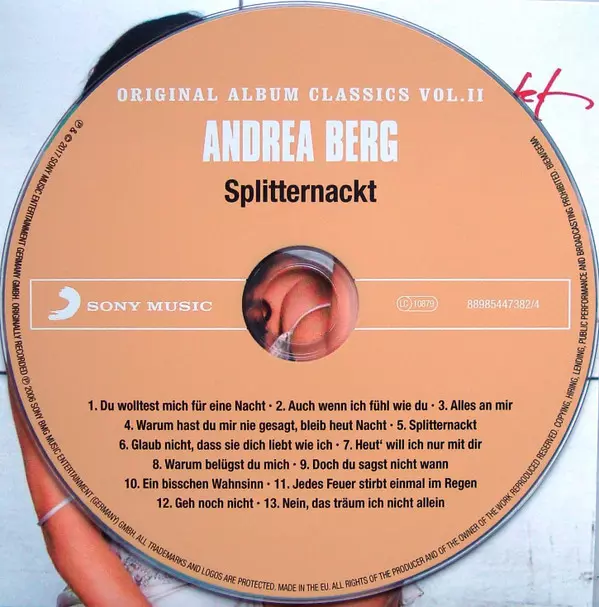 ORIGINAL ALBUM CLASSICS VOL.II
ANDREA BERG
Splitternackt
SONY MUSIC
LC 10879
88985447382/4
1. Du wolltest mich für eine Nacht · 2. Auch wenn ich fühl wie du · 3. Alles an mir
4. Warum hast du mir nie gesagt, bleib heut Nacht · 5. Splitternackt
6. Glaub nicht, dass sie dich liebt wie ich · 7. Heut' will ich nur mit dir
8. Warum belügst du mich · 9. Doch du sagst nicht wann
10. Ein bisschen Wahnsinn · 11. Jedes Feuer stirbt einmal im Regen
12. Geh noch nicht · 13. Nein, das träum ich nicht allein
℗ & © 2017 SONY MUSIC ENTERTAINMENT GERMANY GMBH. ORIGINALLY RECORDED ℗ 2006 SONY BMG MUSIC ENTERTAINMENT (GERMANY) GMBH. ALL TRADEMARKS AND LOGOS ARE PROTECTED. MADE IN THE EU. ALL RIGHTS OF THE PRODUCER AND OF THE OWNER OF THE WORK REPRODUCED RESERVED. COPYING, HIRING, LENDING, PUBLIC PERFORMANCE AND BROADCASTING PROHIBITED. BIEM/GEMA
kt